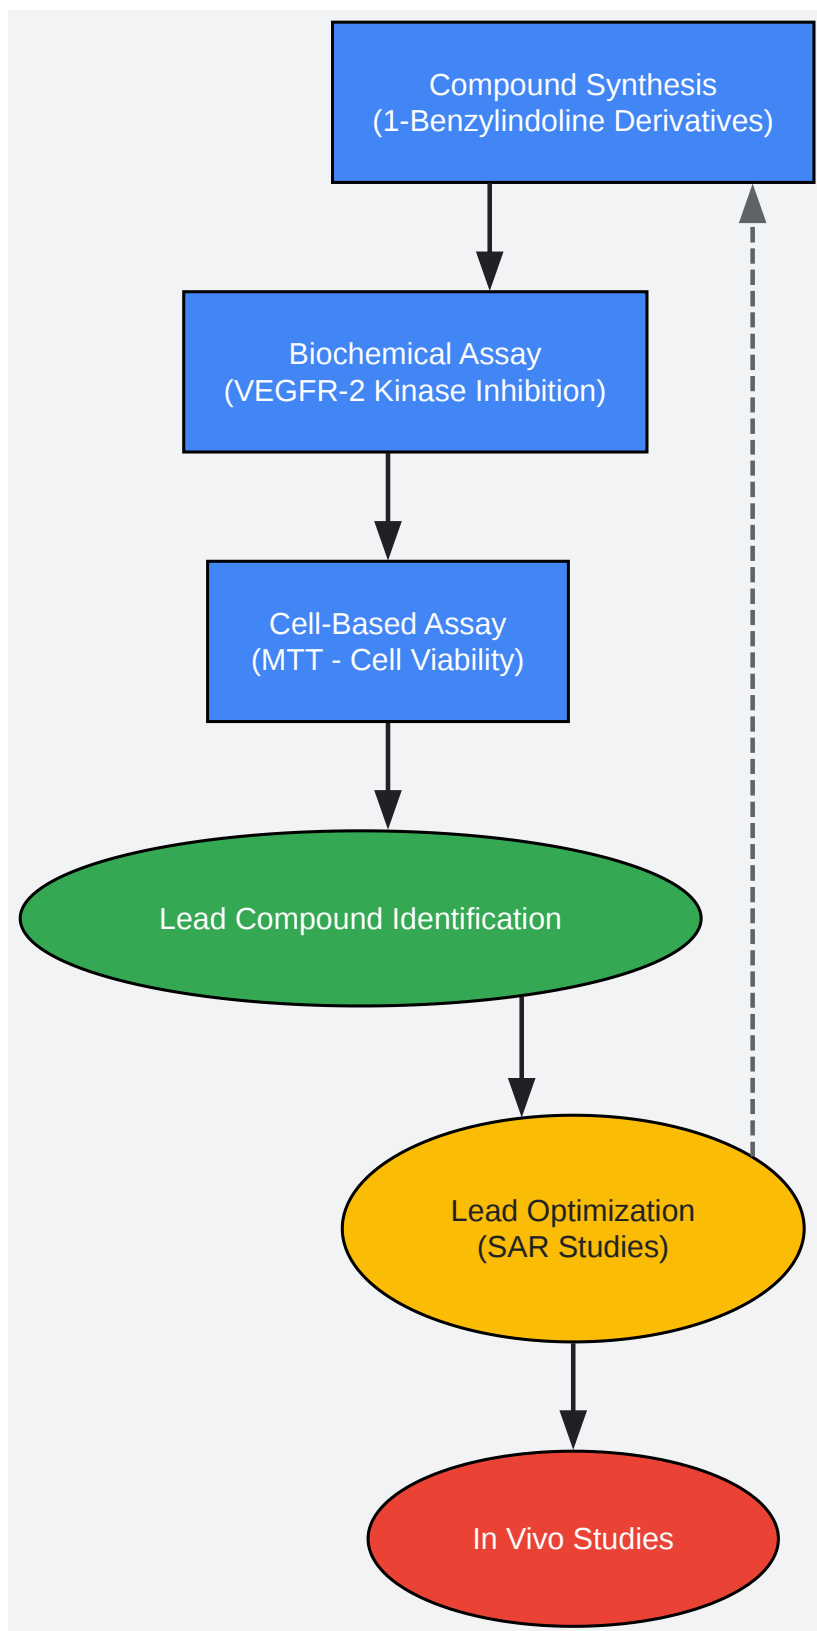 Compound Synthesis
(1-Benzylindoline Derivatives)
Biochemical Assay
(VEGFR-2 Kinase Inhibition)
Cell-Based Assay
(MTT - Cell Viability)
Lead Compound Identification
Lead Optimization
(SAR Studies)
In Vivo Studies